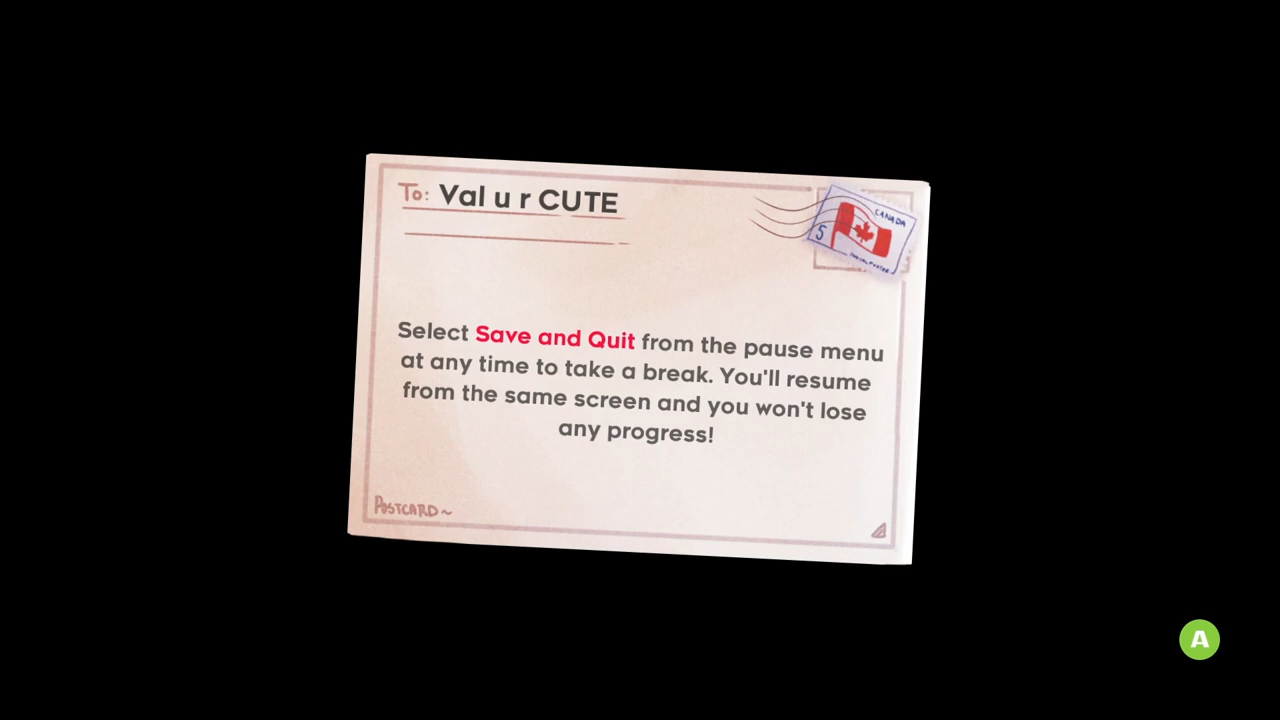 To: Val u r CUTE
CANADA
5
Select Save and Quit from the pause menu
at any time to take a break. You'll resume
from the same screen and you won't lose
any progress!
POSTCARD~
A